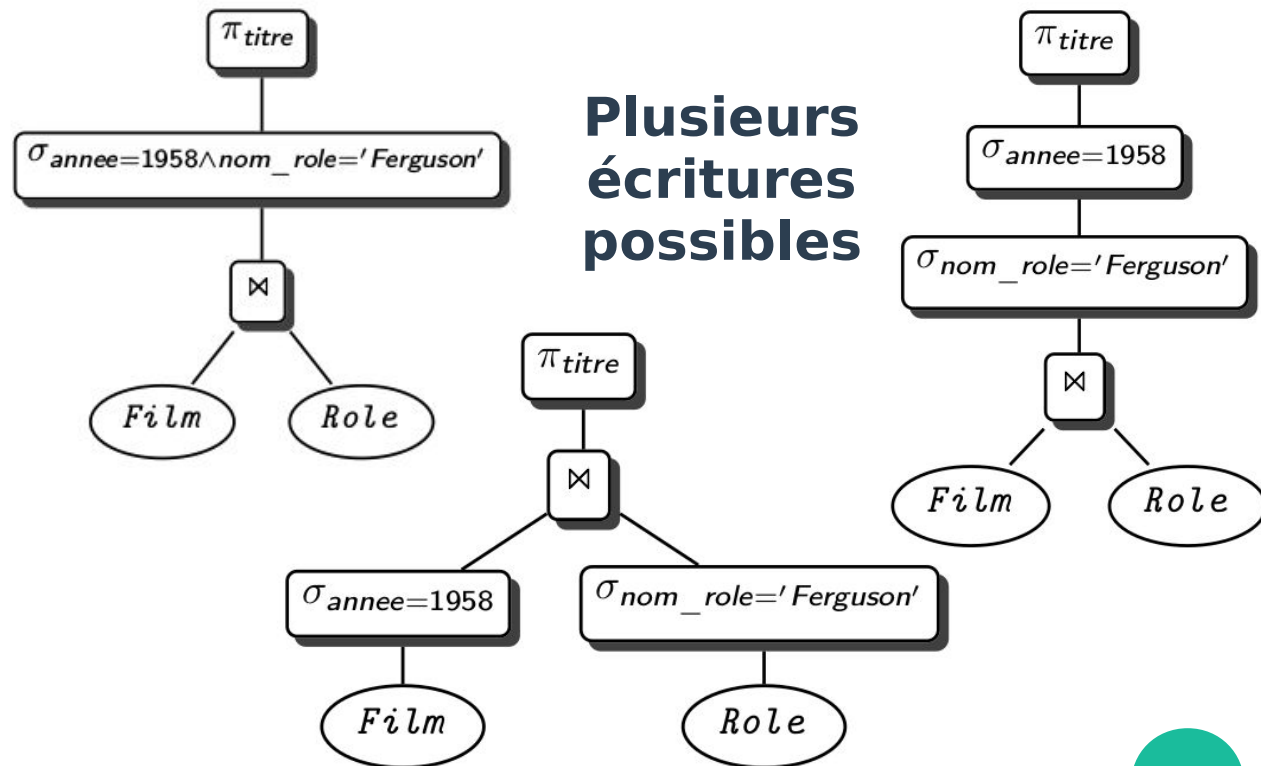 π titre
σ annee=1958∧nom_role='Ferguson'
⋈
Film Role
Plusieurs
écritures
possibles
π titre
σ annee=1958
σ nom_role='Ferguson'
⋈
Film Role
π titre
⋈
σ annee=1958 σ nom_role='Ferguson'
Film Role